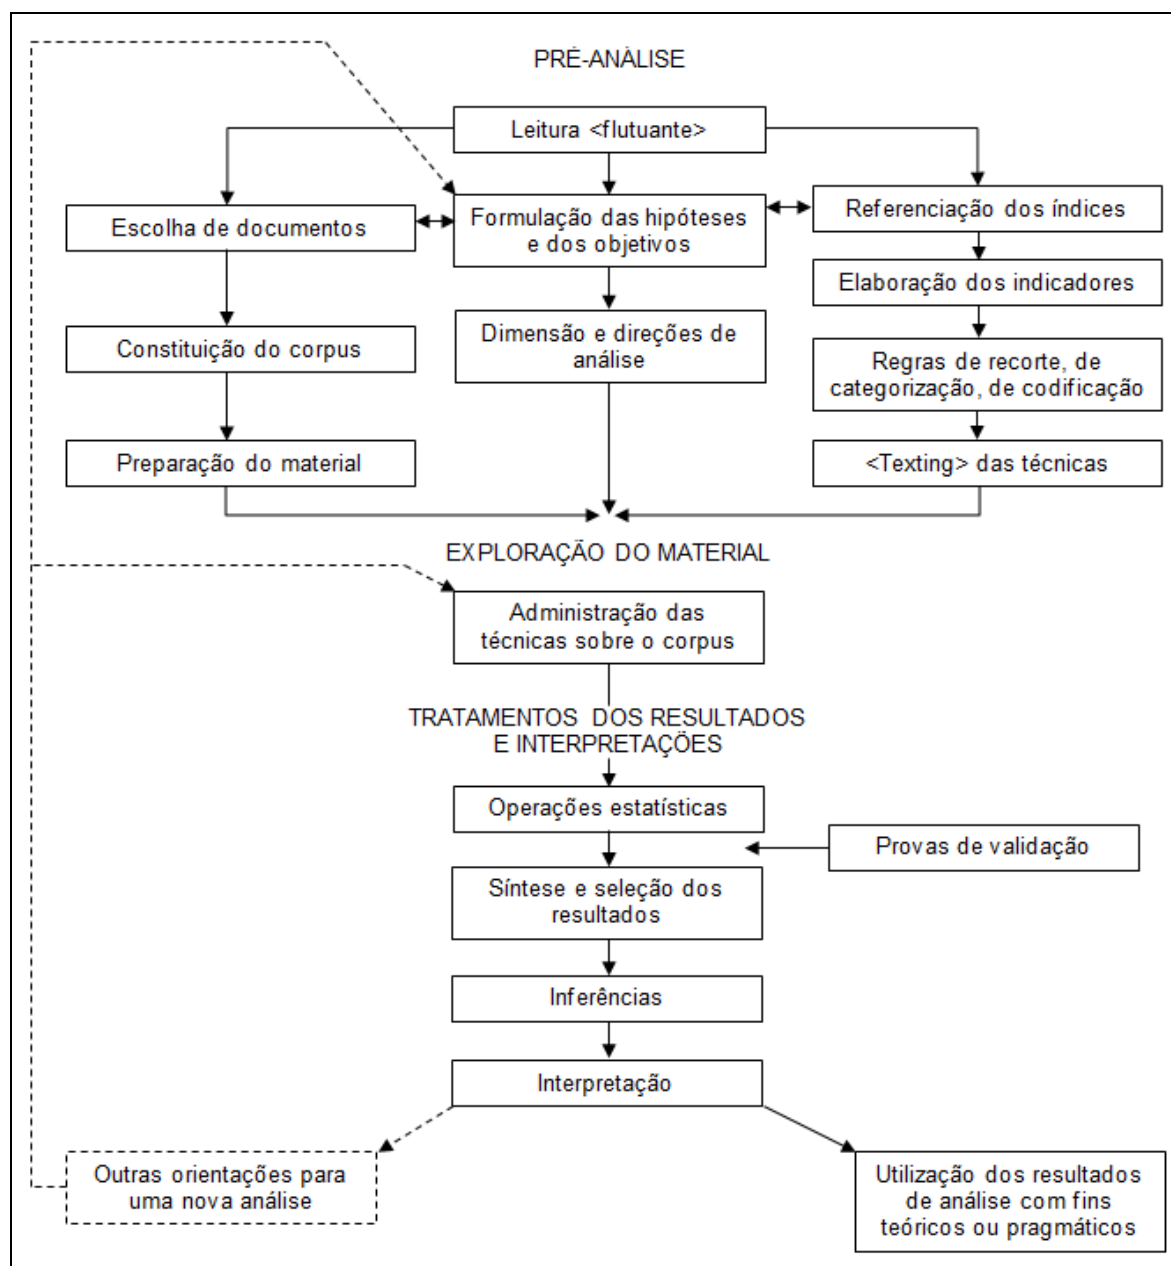 PRÉ-ANÁLISE
Leitura <flutuante>
Escolha de documentos
Formulação das hipóteses
e dos objetivos
Referenciação dos índices
Elaboração dos indicadores
Constituição do corpus
Dimensão e direções de
análise
Regras de recorte, de
categorização, de codificação
Preparação do material
<Texting> das técnicas
EXPLORAÇÃO DO MATERIAL
Administração das
técnicas sobre o corpus
TRATAMENTOS DOS RESULTADOS
E INTERPRETAÇÕES
Operações estatísticas
Provas de validação
Síntese e seleção dos
resultados
Inferências
Interpretação
Outras orientações para
uma nova análise
Utilização dos resultados
de análise com fins
teóricos ou pragmáticos